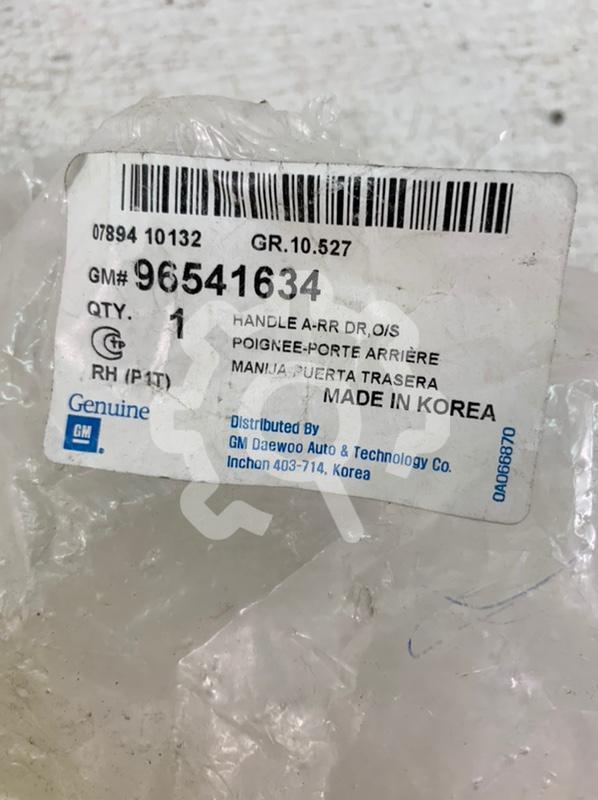 07894 10132 GR.10.527
GM# 96541634
QTY. 1 HANDLE A-RR DR,O/S
POIGNEE-PORTE ARRIÈRE
RH (P1T) MANIJA PUERTA TRASERA
MADE IN KOREA
Genuine
GM
Distributed By
GM Daewoo Auto & Technology Co.
Inchon 403-714, Korea
0A066870